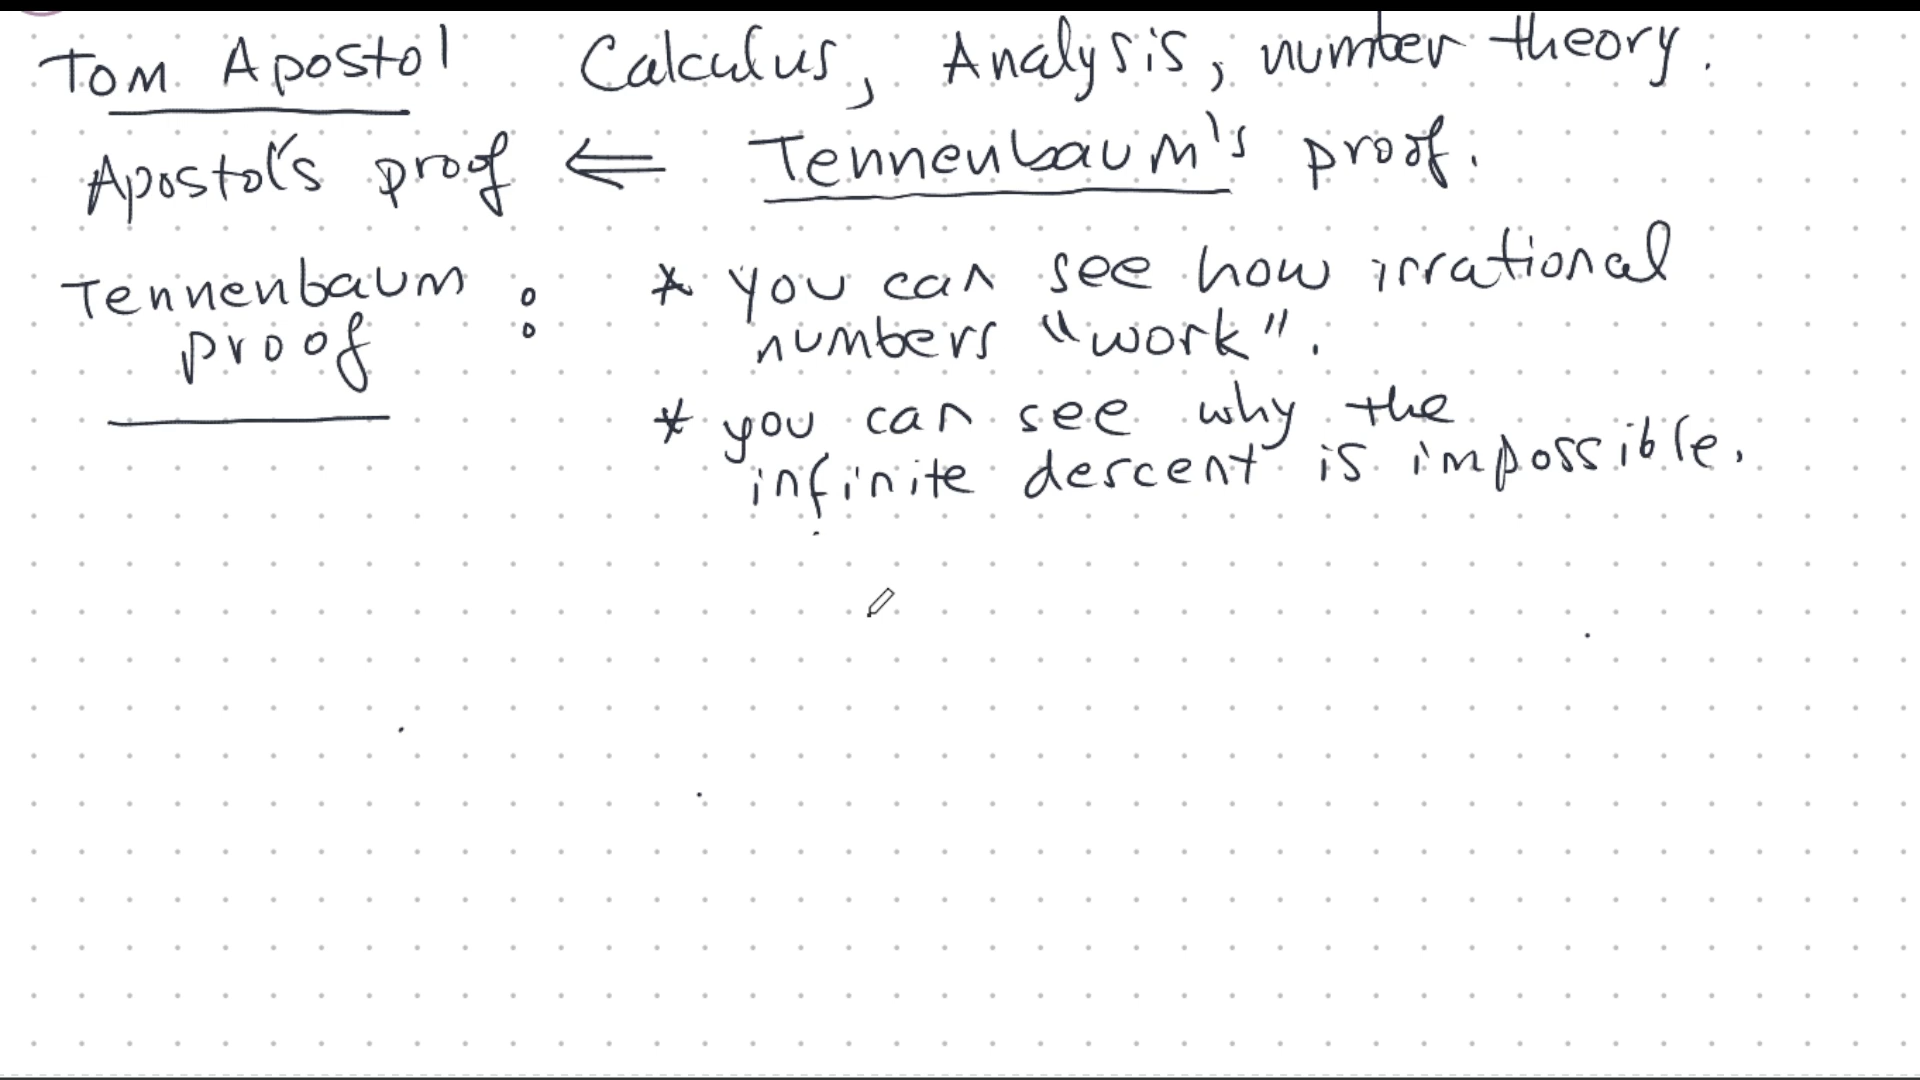 Tom Apostol Calculus, Analysis, number theory.
Apostol's proof ⇐ Tennenbaum's proof.
Tennenbaum : * you can see how irrational
proof numbers "work".
* you can see why the
infinite descent is impossible.